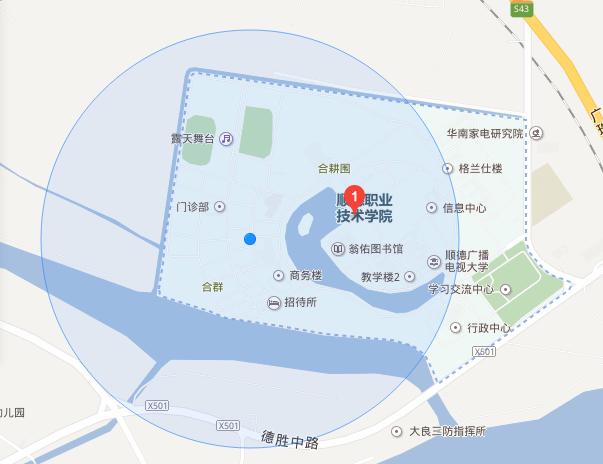 S43
广
华南家电研究院
露天舞台
合耕围
格兰仕楼
1
顺德职业
技术学院
门诊部
信息中心
翁佑图书馆
顺德广播
电视大学
商务楼
教学楼2
合群
学习交流中心
招待所
行政中心
X501
X501
幼儿园
X501
德胜中路
大良三防指挥所